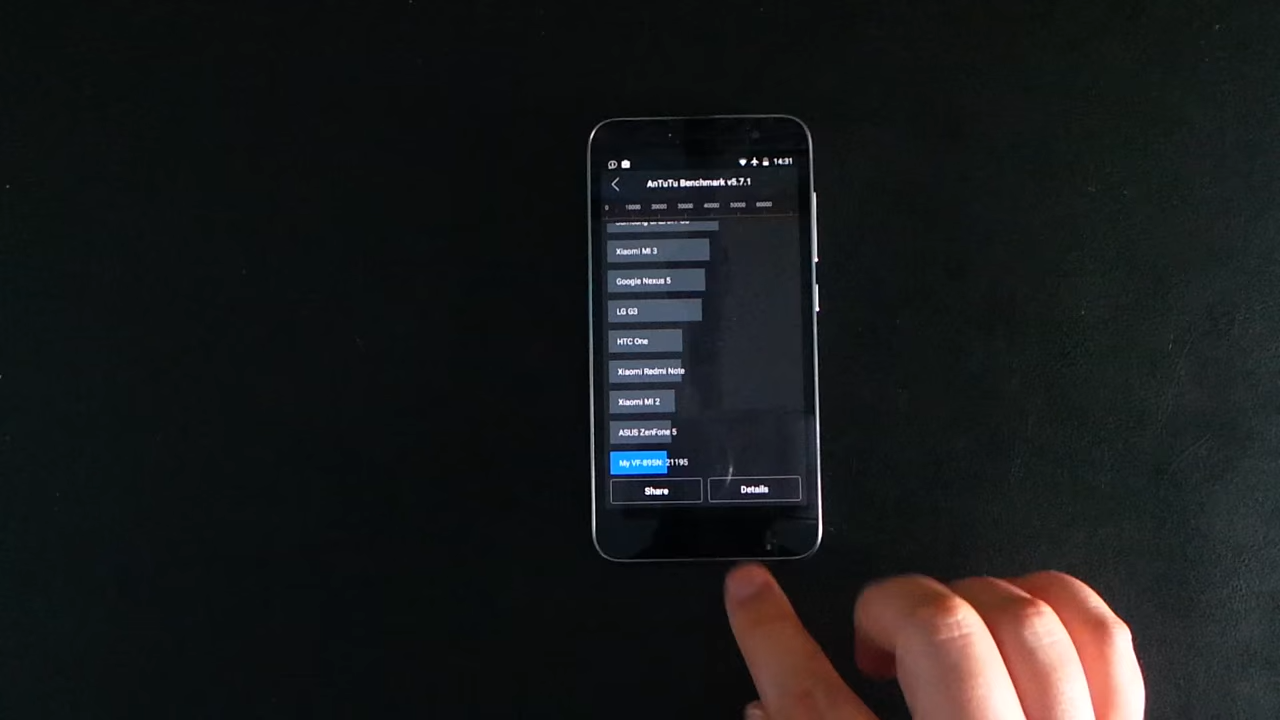 14:31
AnTuTu Benchmark v5.7.1
0 10000 20000 30000 40000 50000 60000
Xiaomi MI 3
Google Nexus 5
LG G3
HTC One
Xiaomi Redmi Note
Xiaomi MI 2
ASUS ZenFone 5
My VF-895N: 21195
Share Details